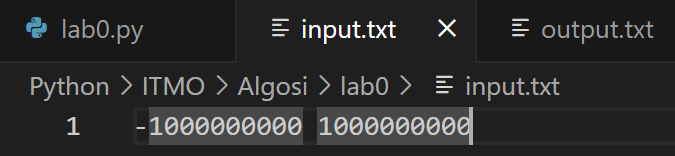 lab0.py input.txt output.txt
Python > ITMO > Algosi > lab0 > input.txt
1 -1000000000 1000000000